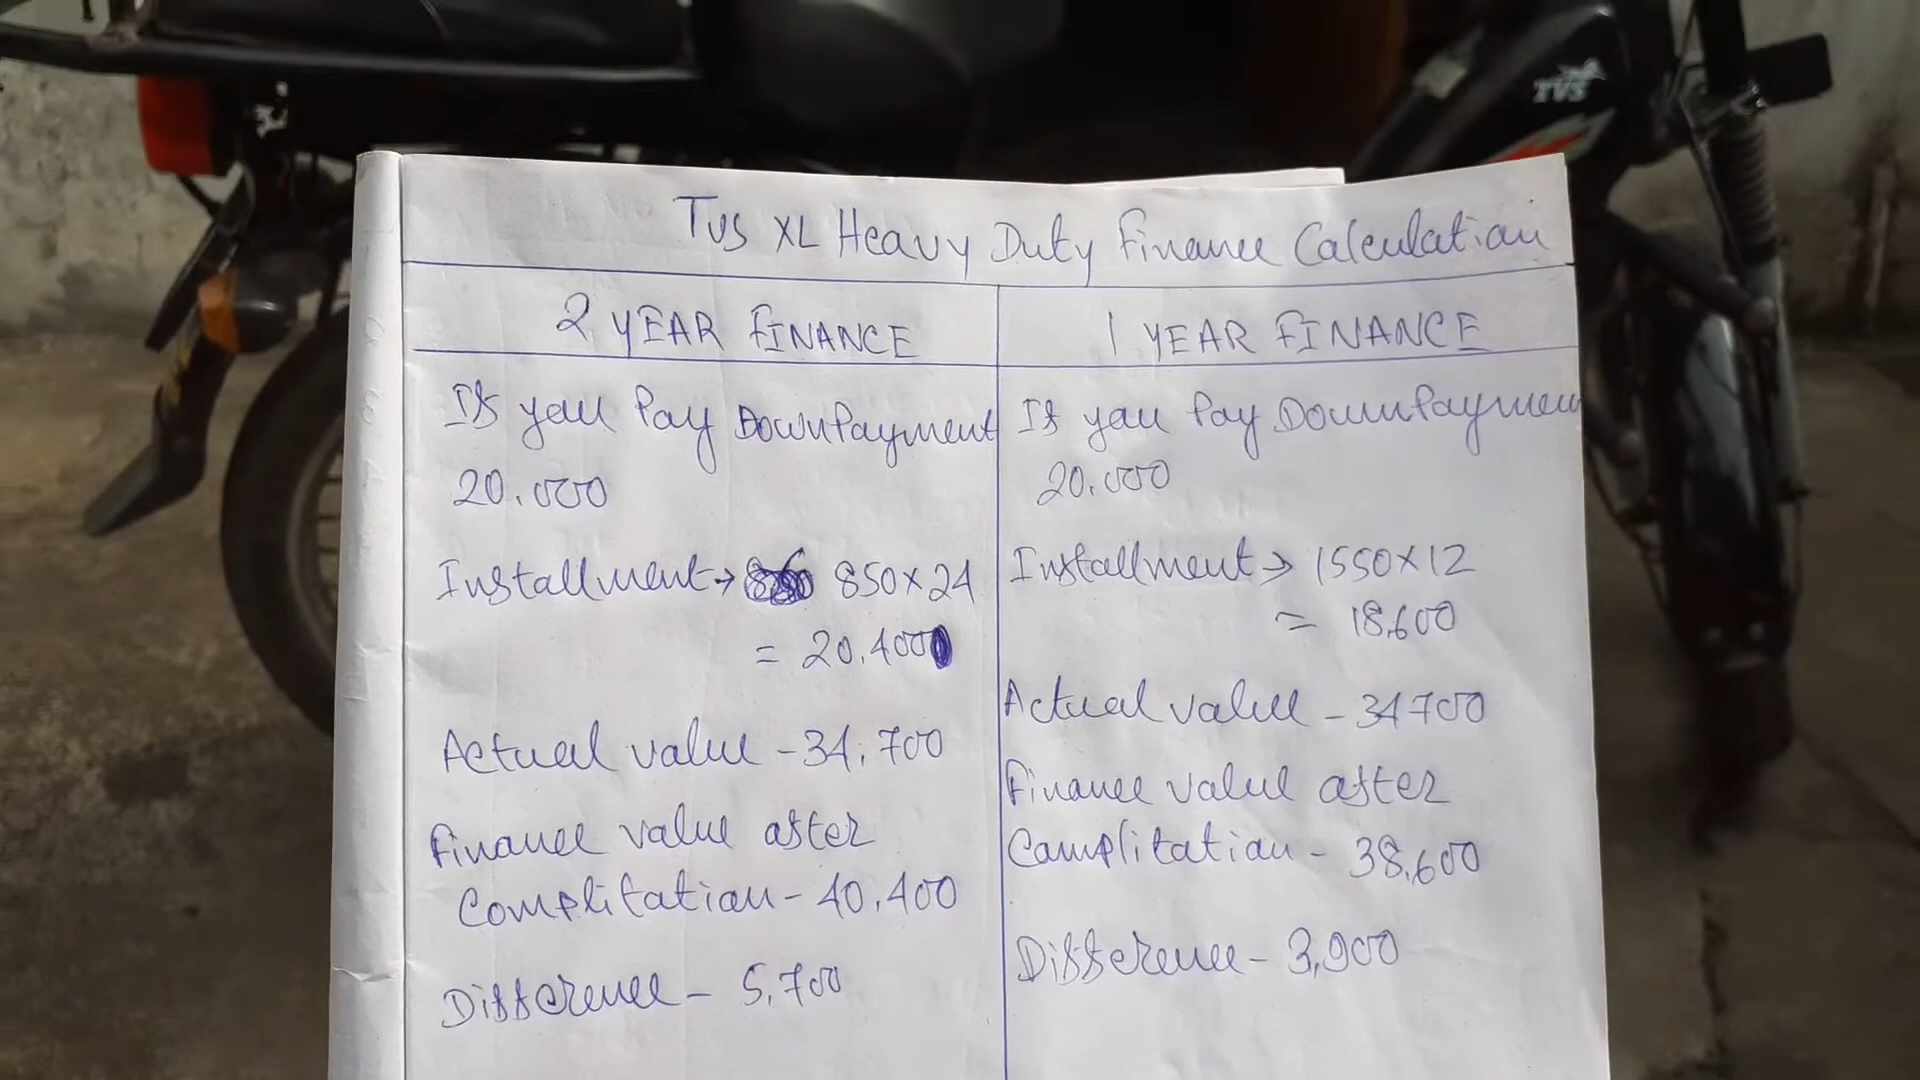 TVS
TVS XL Heavy Duty Finance Calculation
2 YEAR FINANCE
If you Pay DownPayment
20.000
Installment → 850×24
= 20.400
Actual value - 34.700
Finance value after
Complitation - 40.400
Difference - 5.700
1 YEAR FINANCE
If you Pay DownPaymen
20.000
Installment → 1550×12
= 18.600
Actual value - 34700
Finance value after
Complitation - 38.600
Difference - 3.900